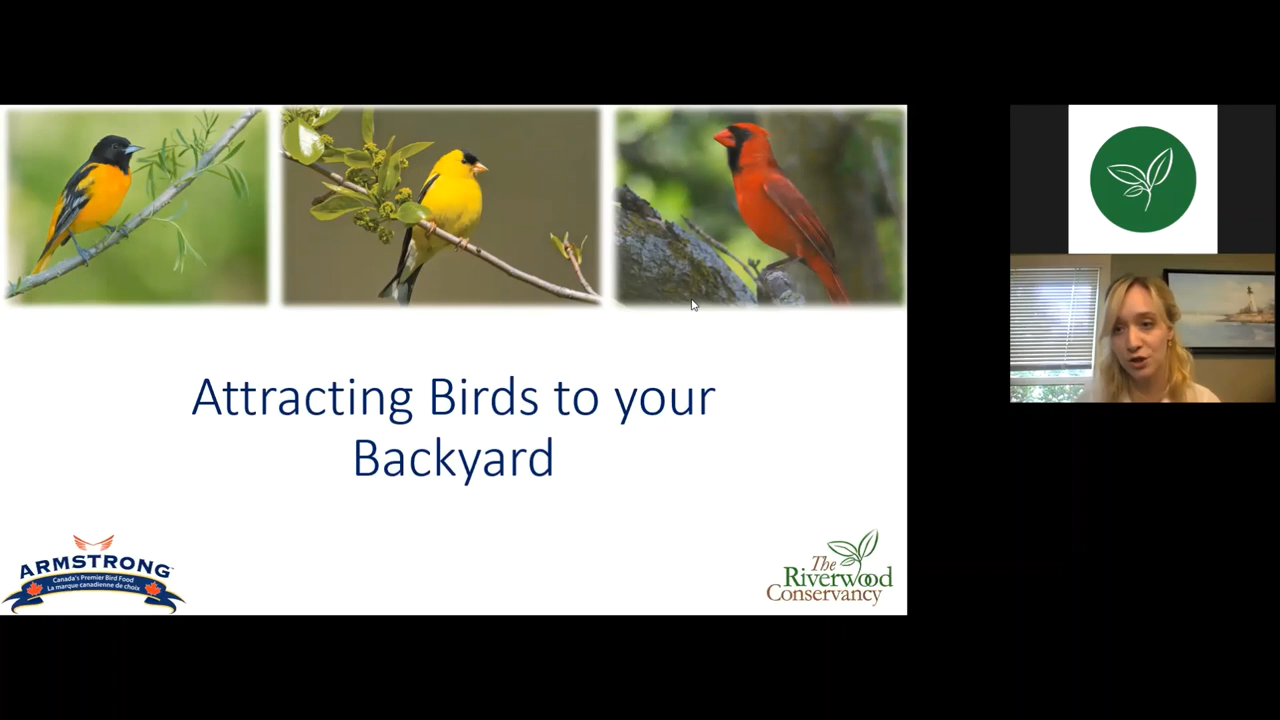 Attracting Birds to your
Backyard
ARMSTRONG
Canada's Premier Bird Food
La marque canadienne de choix
The
Riverwood
Conservancy